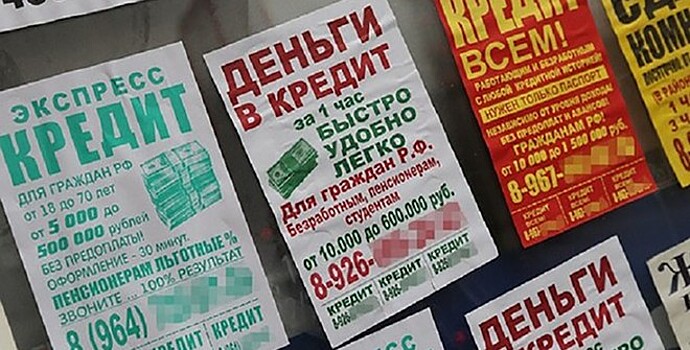 ЭКСПРЕСС
КРЕДИТ
ДЛЯ ГРАЖДАН РФ
от 18 до 70 лет
от 5 000 до
500 000 рублей
БЕЗ ПРЕДОПЛАТЫ
ОФОРМЛЕНИЕ - 30 минут.
ПЕНСИОНЕРАМ ЛЬГОТНЫЕ %
ЗВОНИТЕ ... 100% РЕЗУЛЬТАТ
8 (964)
КРЕДИТ
ДЕНЬГИ
В КРЕДИТ
за 1 час
БЫСТРО
УДОБНО
ЛЕГКО
Для граждан Р.Ф.
Безработным, пенсионерам,
студентам
от 10.000 до 600.000 руб.
8-926-
КРЕДИТ КРЕДИТ КРЕДИТ
КРЕДИТ
ВСЕМ!
РАБОТАЮЩИМ И БЕЗРАБОТНЫМ
С ЛЮБОЙ КРЕДИТНОЙ ИСТОРИЕЙ!
НУЖЕН ТОЛЬКО ПАСПОРТ!
НЕЗАВИСИМО ОТ УРОВНЯ ДОХОДА!
БЕЗ ПРЕДОПЛАТ И АВАНСОВ!
ГРАЖДАНАМ РФ!
от 10 000 до 1 500 000 руб.
8-967-
КРЕДИТ КРЕДИТ КРЕДИТ
ВСЕМ! ВСЕМ! ВСЕМ!
ДЕНЬГИ
В КРЕДИТ